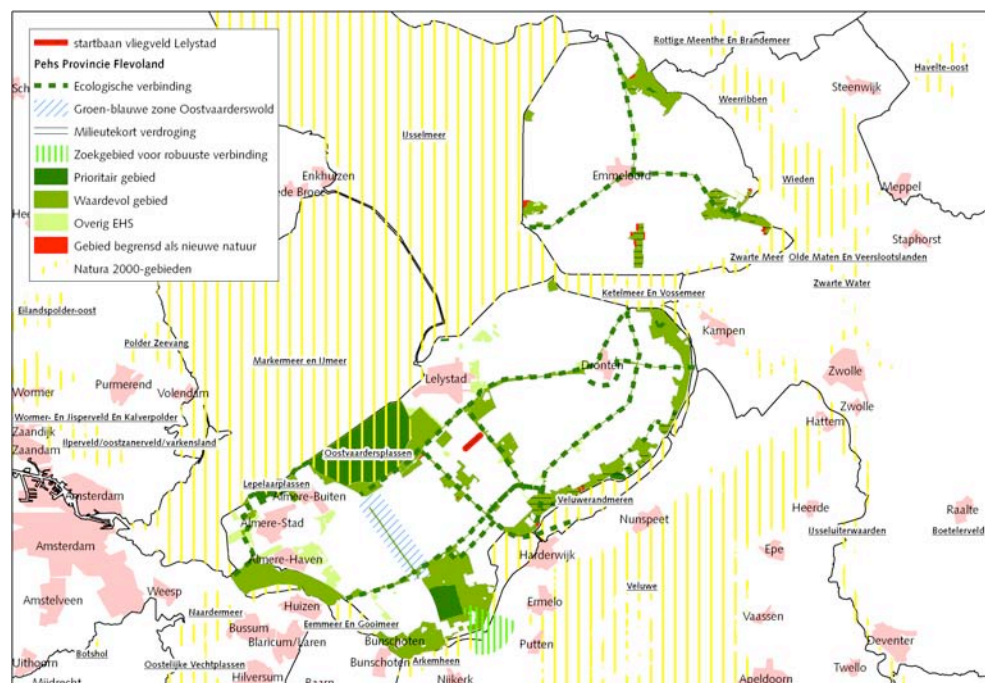 startbaan vliegveld Lelystad
Pehs Provincie Flevoland
Ecologische verbinding
Groen-blauwe zone Oostvaarderswold
Milieutekort verdroging
Zoekgebied voor robuuste verbinding
Prioritair gebied
Waardevol gebied
Overig EHS
Gebied begrensd als nieuwe natuur
Natura 2000-gebieden
Rottige Meenthe En Brandemeer
Havelte-oost
Steenwijk
Weerribben
IJsselmeer
Enkhuizen
ede Broec
Emmeloord
Wieden
Meppel
Staphorst
Zwarte Meer
Olde Maten En Veerslootslanden
Zwarte Water
Ketelmeer En Vossemeer
Eilandspolder-oost
Kampen
Polder Zeevang
Markermeer en IJmeer
Dronten
Lelystad
Zwolle
Wormer
Purmerend
Volendam
Zwolle
Hattem
Wormer- En Jisperveld En Kalverpolder
Zaandijk
Ilperveld/oostzanerveld/varkensland
Zaandam
Oostvaardersplassen
Lepelaarplassen
Almere-Buiten
Amsterdam
Veluwerandmeren
Almere-Stad
Nunspeet
Heerde
Raalte
IJsseluiterwaarden
Boetelerveld
Amsterdam
Almere-Haven
Harderwijk
Epe
Veluwe
Amstelveen
Weesp
Huizen
Ermelo
Vaassen
Naardermeer
Eemmeer En Gooimeer
Bussum
Blaricum/Laren
Bunschoten
Putten
Deventer
Botshol
Uithoorn
Oostelijke Vechtplassen
Bunschoten
Arkemheen
Twello
Mijdrecht
Hilversum
Baarn
Nijkerk
Apeldoorn